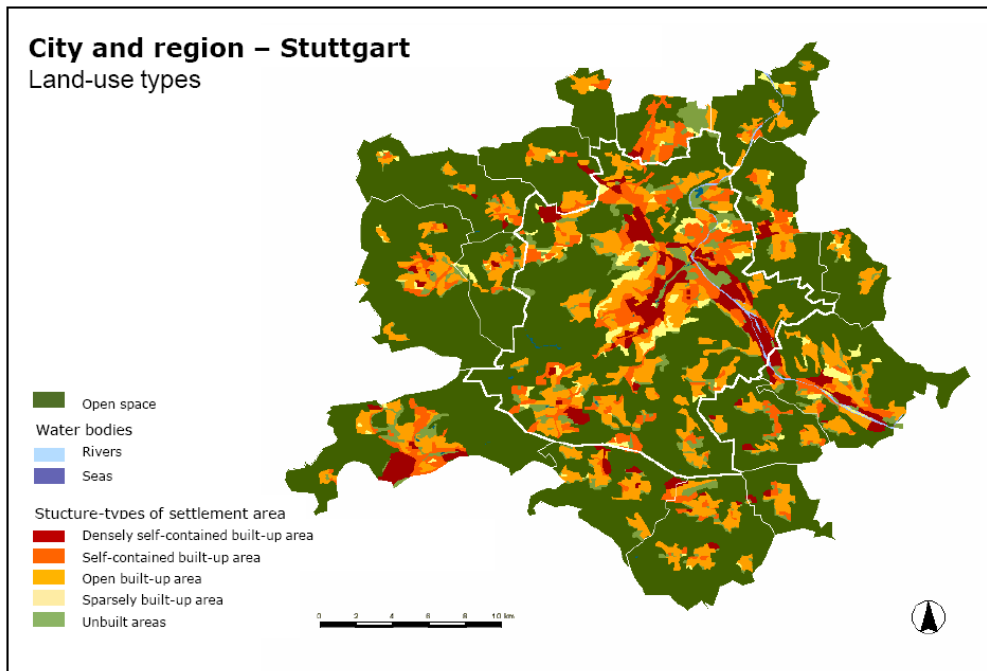 City and region – Stuttgart
Land-use types
Open space
Water bodies
Rivers
Seas
Stucture-types of settlement area
Densely self-contained built-up area
Self-contained built-up area
Open built-up area
Sparsely built-up area
Unbuilt areas
0 2 4 6 8 10 km